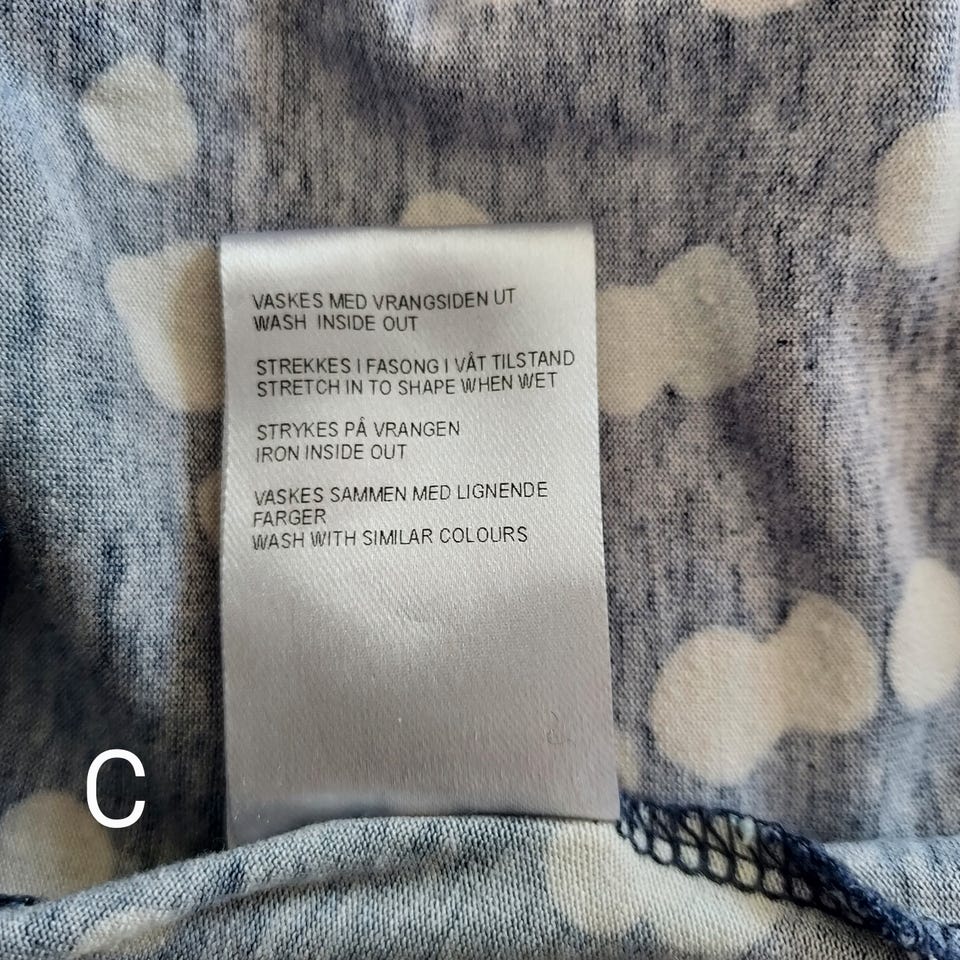 VASKES MED VRANGSIDEN UT
WASH INSIDE OUT
STREKKES I FASONG I VÅT TILSTAND
STRETCH IN TO SHAPE WHEN WET
STRYKES PÅ VRANGEN
IRON INSIDE OUT
VASKES SAMMEN MED LIGNENDE
FARGER
WASH WITH SIMILAR COLOURS
C